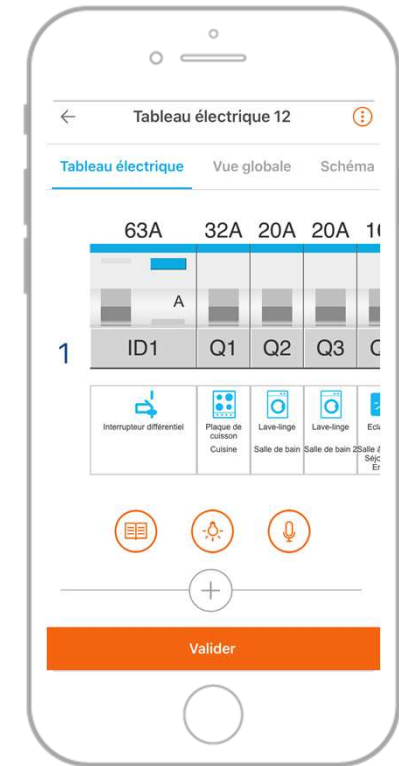 Tableau électrique 12
Tableau électrique Vue globale Schéma
63A 32A 20A 20A
A
1 ID1 Q1 Q2 Q3
Interrupteur différentiel Plaque de cuisson Lave-linge Lave-linge
Cuisine Salle de bain Salle de bain 2
Valider